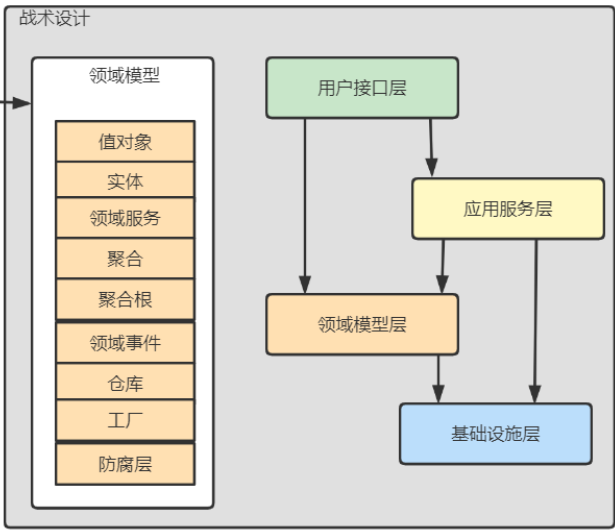 战术设计
领域模型
值对象
实体
领域服务
聚合
聚合根
领域事件
仓库
工厂
防腐层
用户接口层
应用服务层
领域模型层
基础设施层